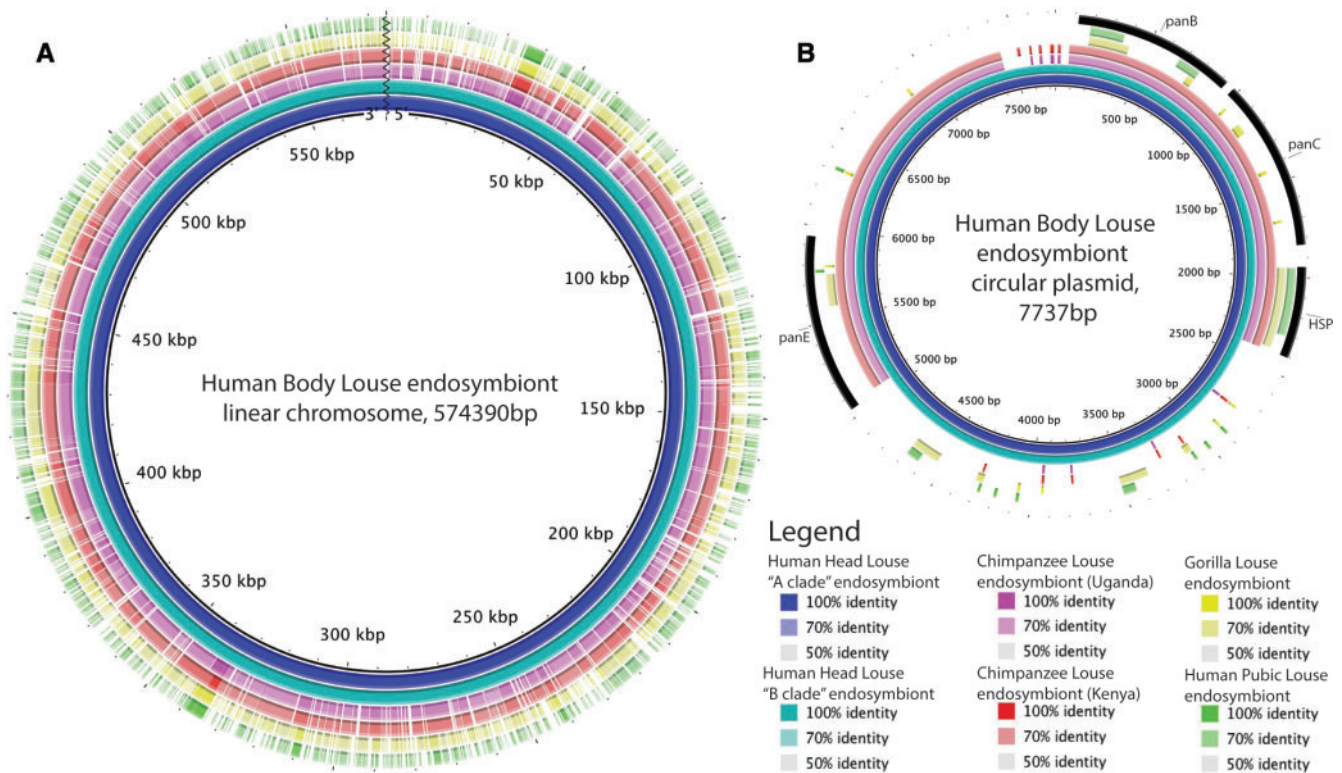 A
3' 5'
50 kbp
100 kbp
150 kbp
200 kbp
250 kbp
300 kbp
350 kbp
400 kbp
450 kbp
500 kbp
550 kbp
Human Body Louse endosymbiont
linear chromosome, 574390bp
B
panB
panC
HSP
panE
500 bp
1000 bp
1500 bp
2000 bp
2500 bp
3000 bp
3500 bp
4000 bp
4500 bp
5000 bp
5500 bp
6000 bp
6500 bp
7000 bp
7500 bp
Human Body Louse
endosymbiont
circular plasmid,
7737bp
Legend
Human Head Louse
"A clade" endosymbiont
100% identity
70% identity
50% identity
Human Head Louse
"B clade" endosymbiont
100% identity
70% identity
50% identity
Chimpanzee Louse
endosymbiont (Uganda)
100% identity
70% identity
50% identity
Chimpanzee Louse
endosymbiont (Kenya)
100% identity
70% identity
50% identity
Gorilla Louse
endosymbiont
100% identity
70% identity
50% identity
Human Pubic Louse
endosymbiont
100% identity
70% identity
50% identity